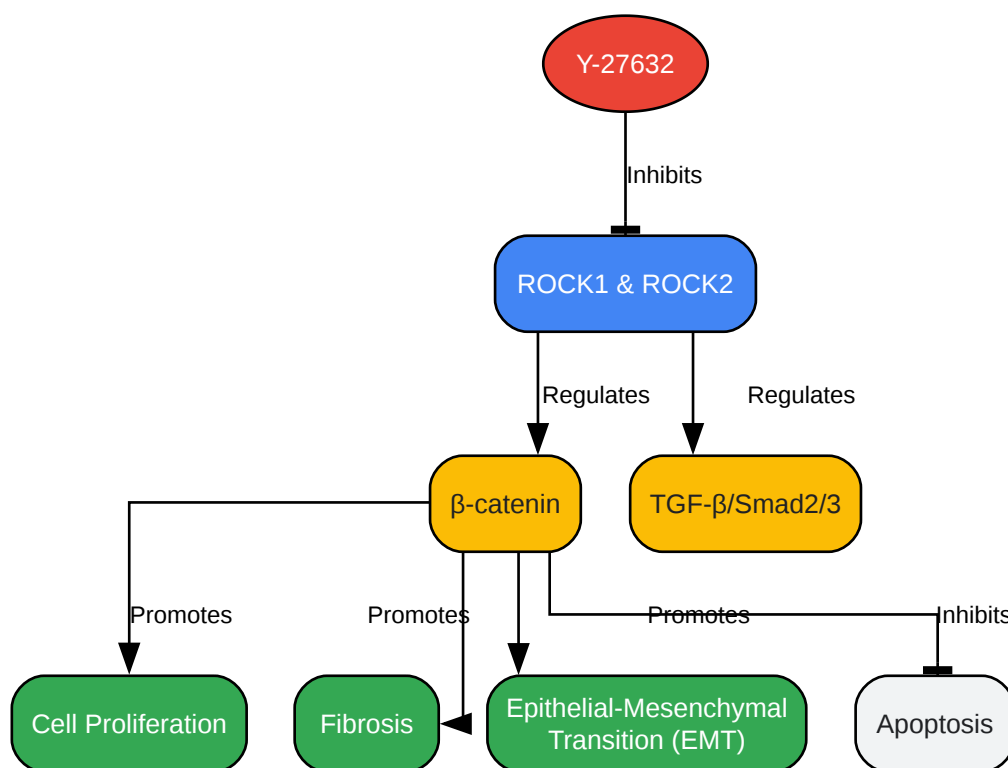 Y-27632
Inhibits
ROCK1 & ROCK2
Regulates
Regulates
β-catenin
TGF-β/Smad2/3
Promotes
Promotes
Promotes
Inhibits
Cell Proliferation
Fibrosis
Epithelial-Mesenchymal
Transition (EMT)
Apoptosis